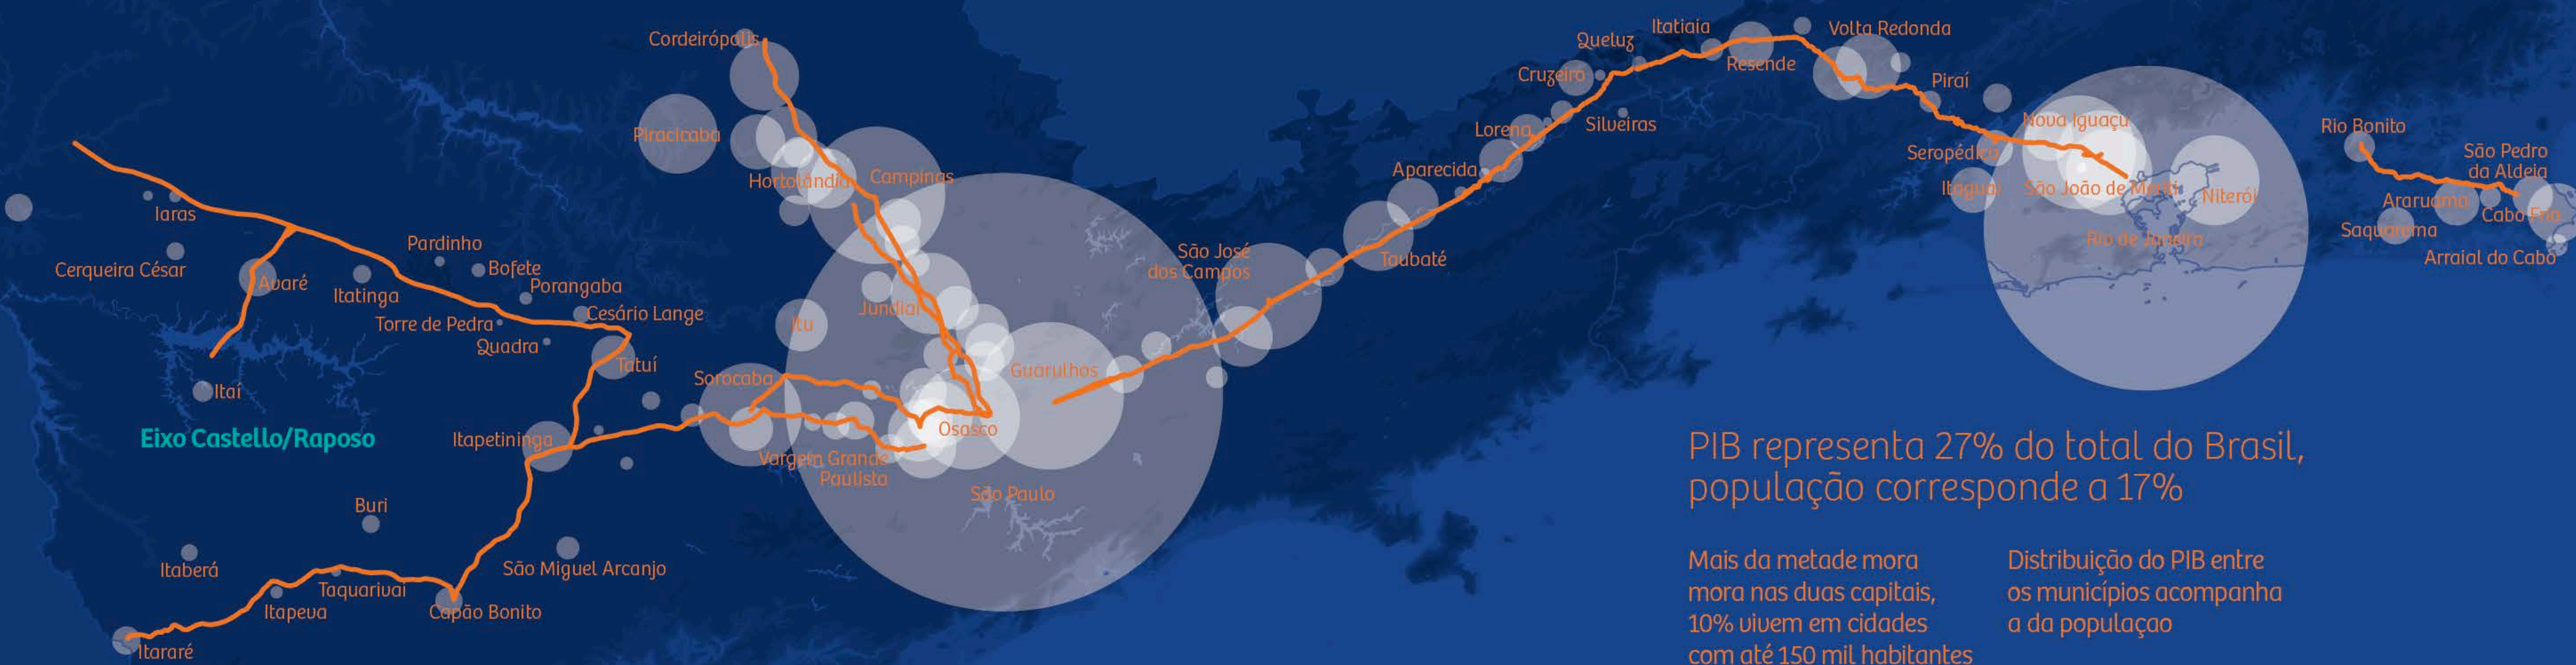 Cordeirópolis
Piracicaba
Hortolândia
Campinas
Iaras
Cerqueira César
Avaré
Itatinga
Pardinho
Bofete
Porangaba
Torre de Pedra
Cesário Lange
Quadra
Tatuí
Itaí
Itu
Jundiaí
Sorocaba
Guarulhos
Eixo Castello/Raposo
Itapetininga
Osasco
Vargem Grande
Paulista
São Paulo
Buri
Itaberá
São Miguel Arcanjo
Taquarivaí
Itapeva
Capão Bonito
Itararé
São José
dos Campos
Taubaté
Aparecida
Lorena
Silveiras
Cruzeiro
Queluz
Itatiaia
Resende
Volta Redonda
Piraí
Seropédica
Nova Iguaçu
Itaguaí
São João de Meriti
Niterói
Rio de Janeiro
Rio Bonito
São Pedro
da Aldeia
Araruama
Cabo Frio
Saquarema
Arraial do Cabo
PIB representa 27% do total do Brasil,
população corresponde a 17%
Mais da metade mora
mora nas duas capitais,
10% vivem em cidades
com até 150 mil habitantes
Distribuição do PIB entre
os municípios acompanha
a da populaçao